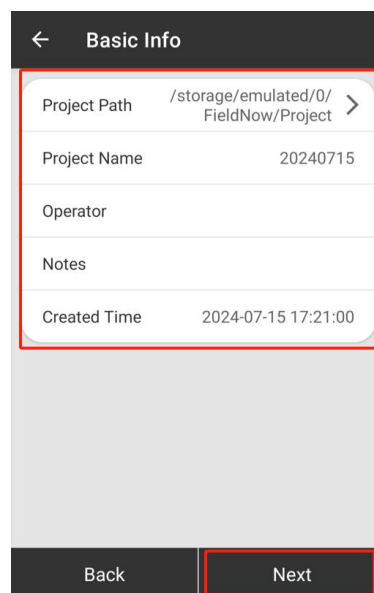 Basic Info
Project Path
/storage/emulated/0/
FieldNow/Project
Project Name
20240715
Operator
Notes
Created Time
2024-07-15 17:21:00
Back
Next